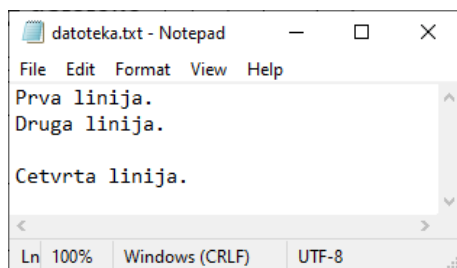 datoteka.txt - Notepad
File Edit Format View Help
Prva linija.
Druga linija.
Cetvrta linija.
Ln 100% Windows (CRLF) UTF-8